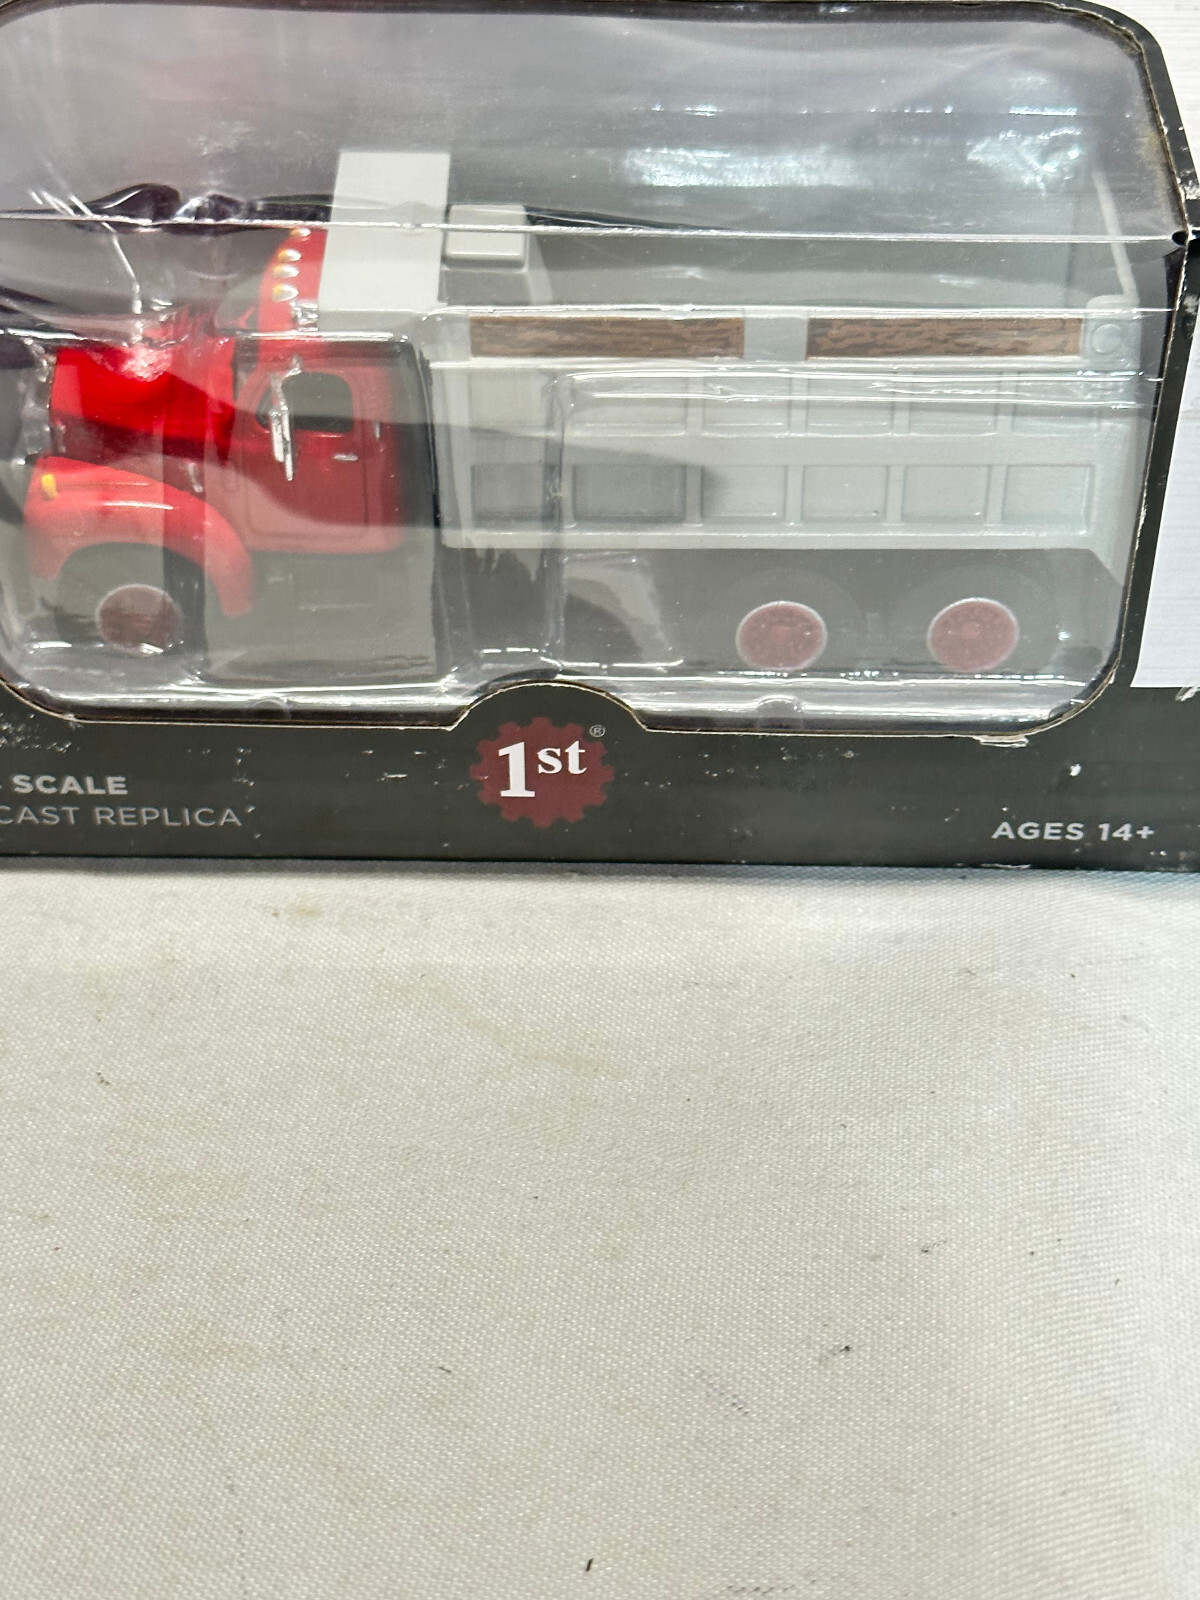 1st®
SCALE
CAST REPLICA
AGES 14+